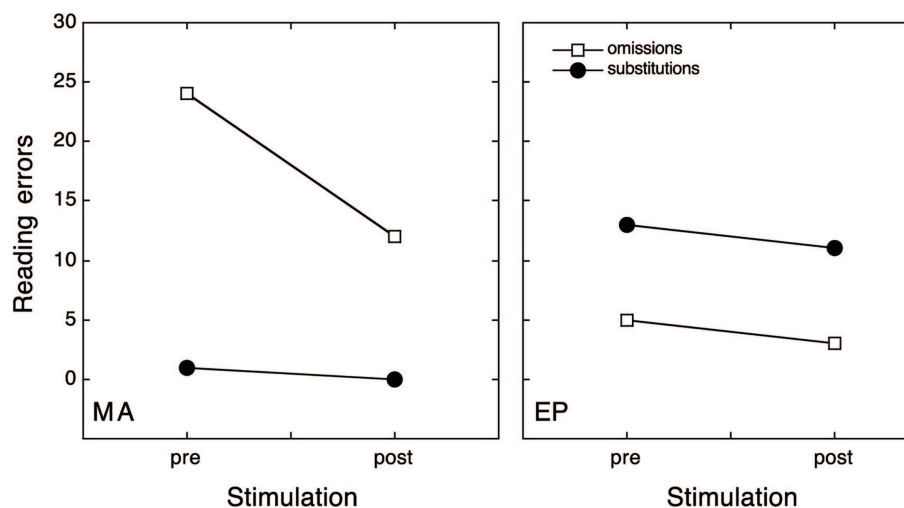 30
25
20
15
10
5
0
Reading errors
MA
pre post
Stimulation
omissions
substitutions
EP
pre post
Stimulation